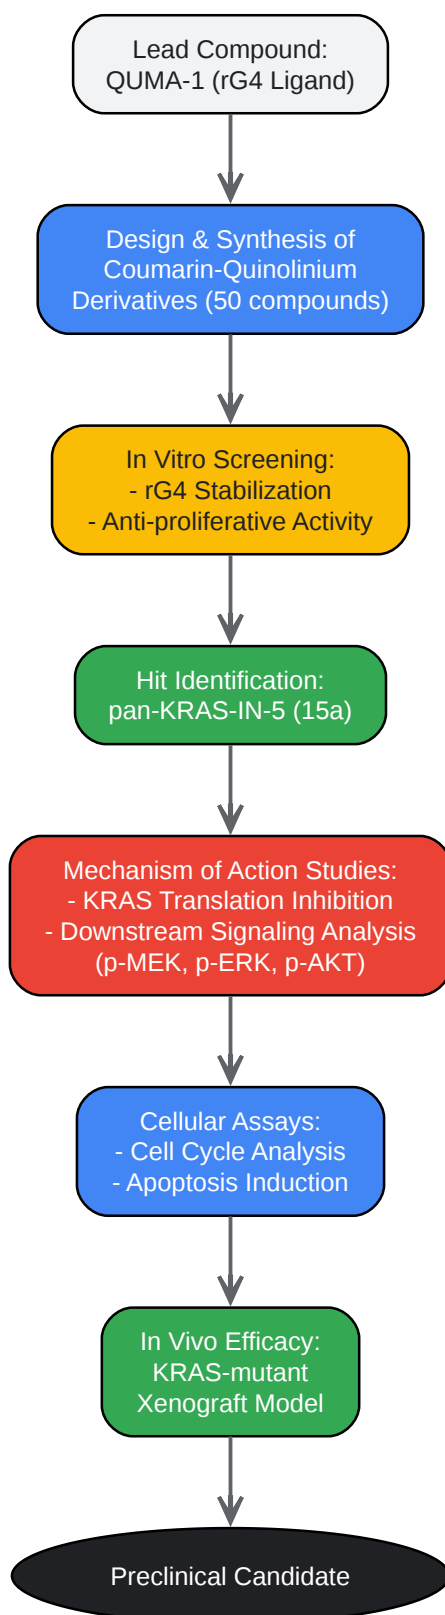 Lead Compound:
QUMA-1 (rG4 Ligand)
Design & Synthesis of
Coumarin-Quinolinium
Derivatives (50 compounds)
In Vitro Screening:
- rG4 Stabilization
- Anti-proliferative Activity
Hit Identification:
pan-KRAS-IN-5 (15a)
Mechanism of Action Studies:
- KRAS Translation Inhibition
- Downstream Signaling Analysis
(p-MEK, p-ERK, p-AKT)
Cellular Assays:
- Cell Cycle Analysis
- Apoptosis Induction
In Vivo Efficacy:
KRAS-mutant
Xenograft Model
Preclinical Candidate